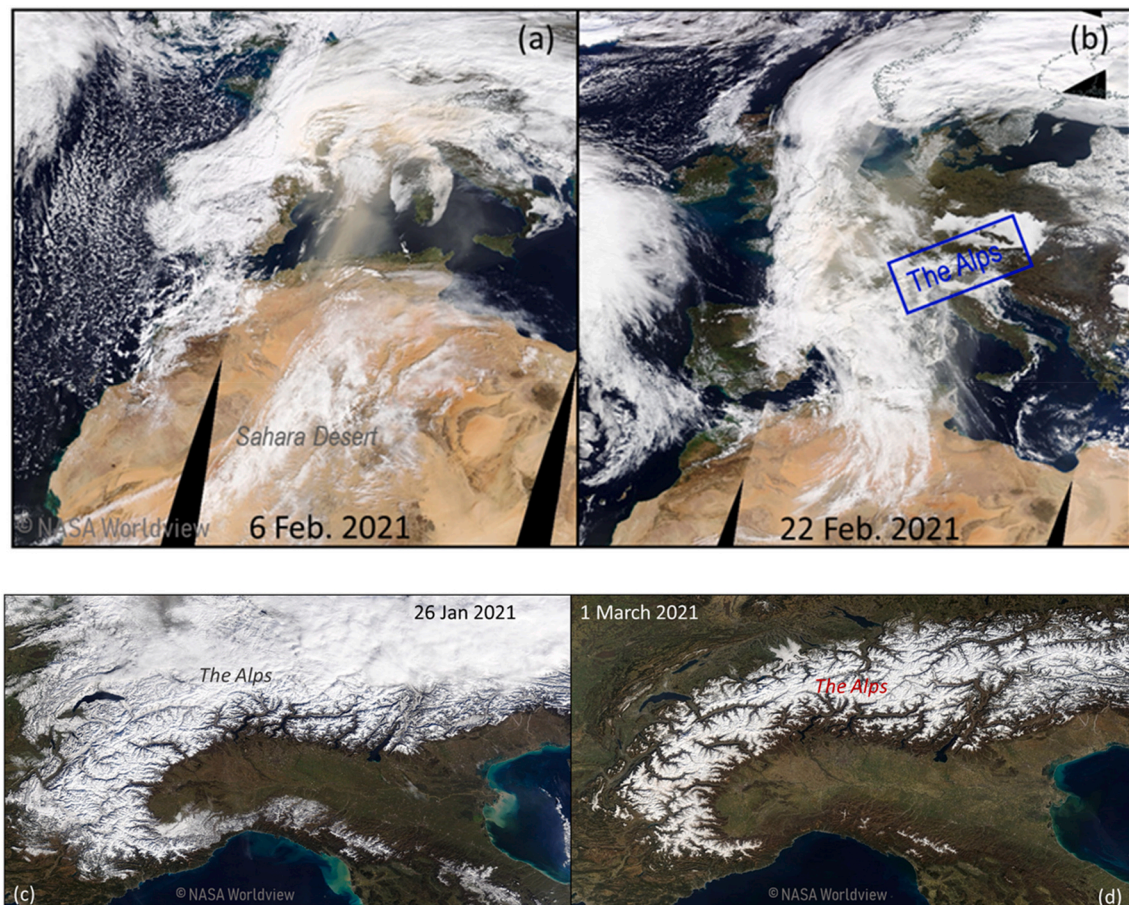 (a)
Sahara Desert
© NASA Worldview
6 Feb. 2021
(b)
The Alps
22 Feb. 2021
26 Jan 2021
The Alps
© NASA Worldview
(c)
1 March 2021
The Alps
© NASA Worldview
(d)